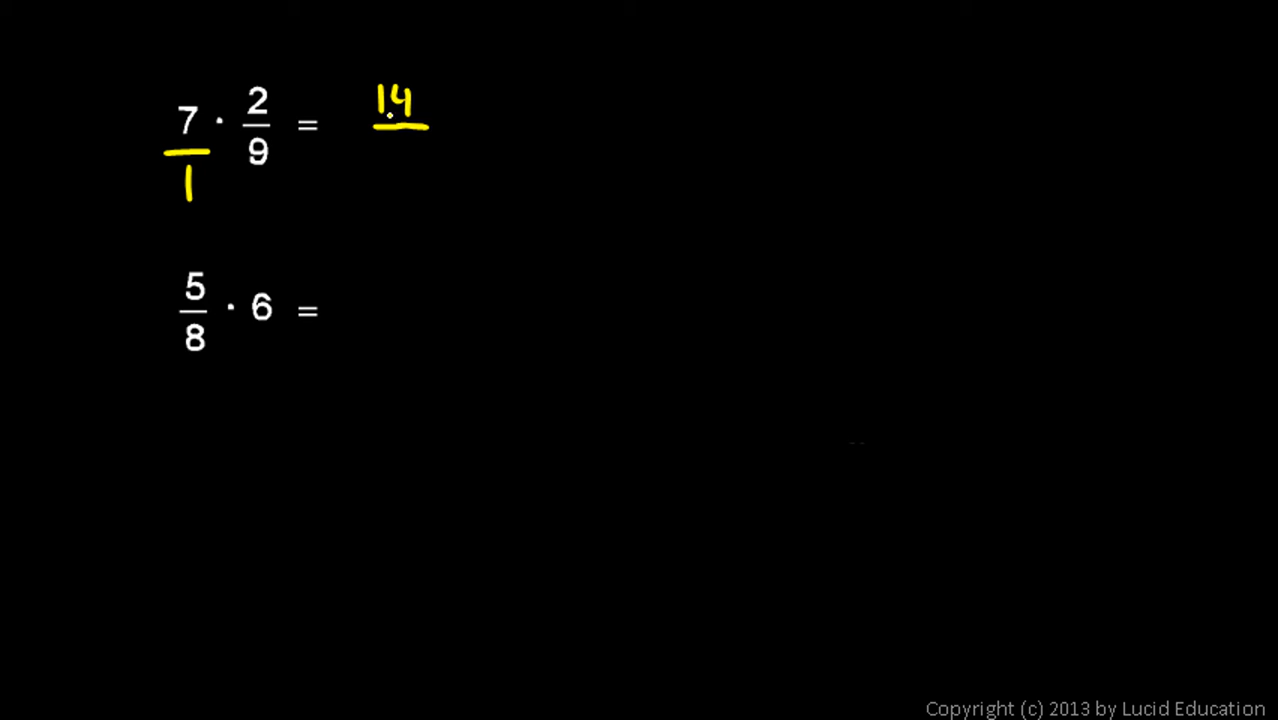 7/1 · 2/9 = 14/
5/8 · 6 =
Copyright (c) 2013 by Lucid Education